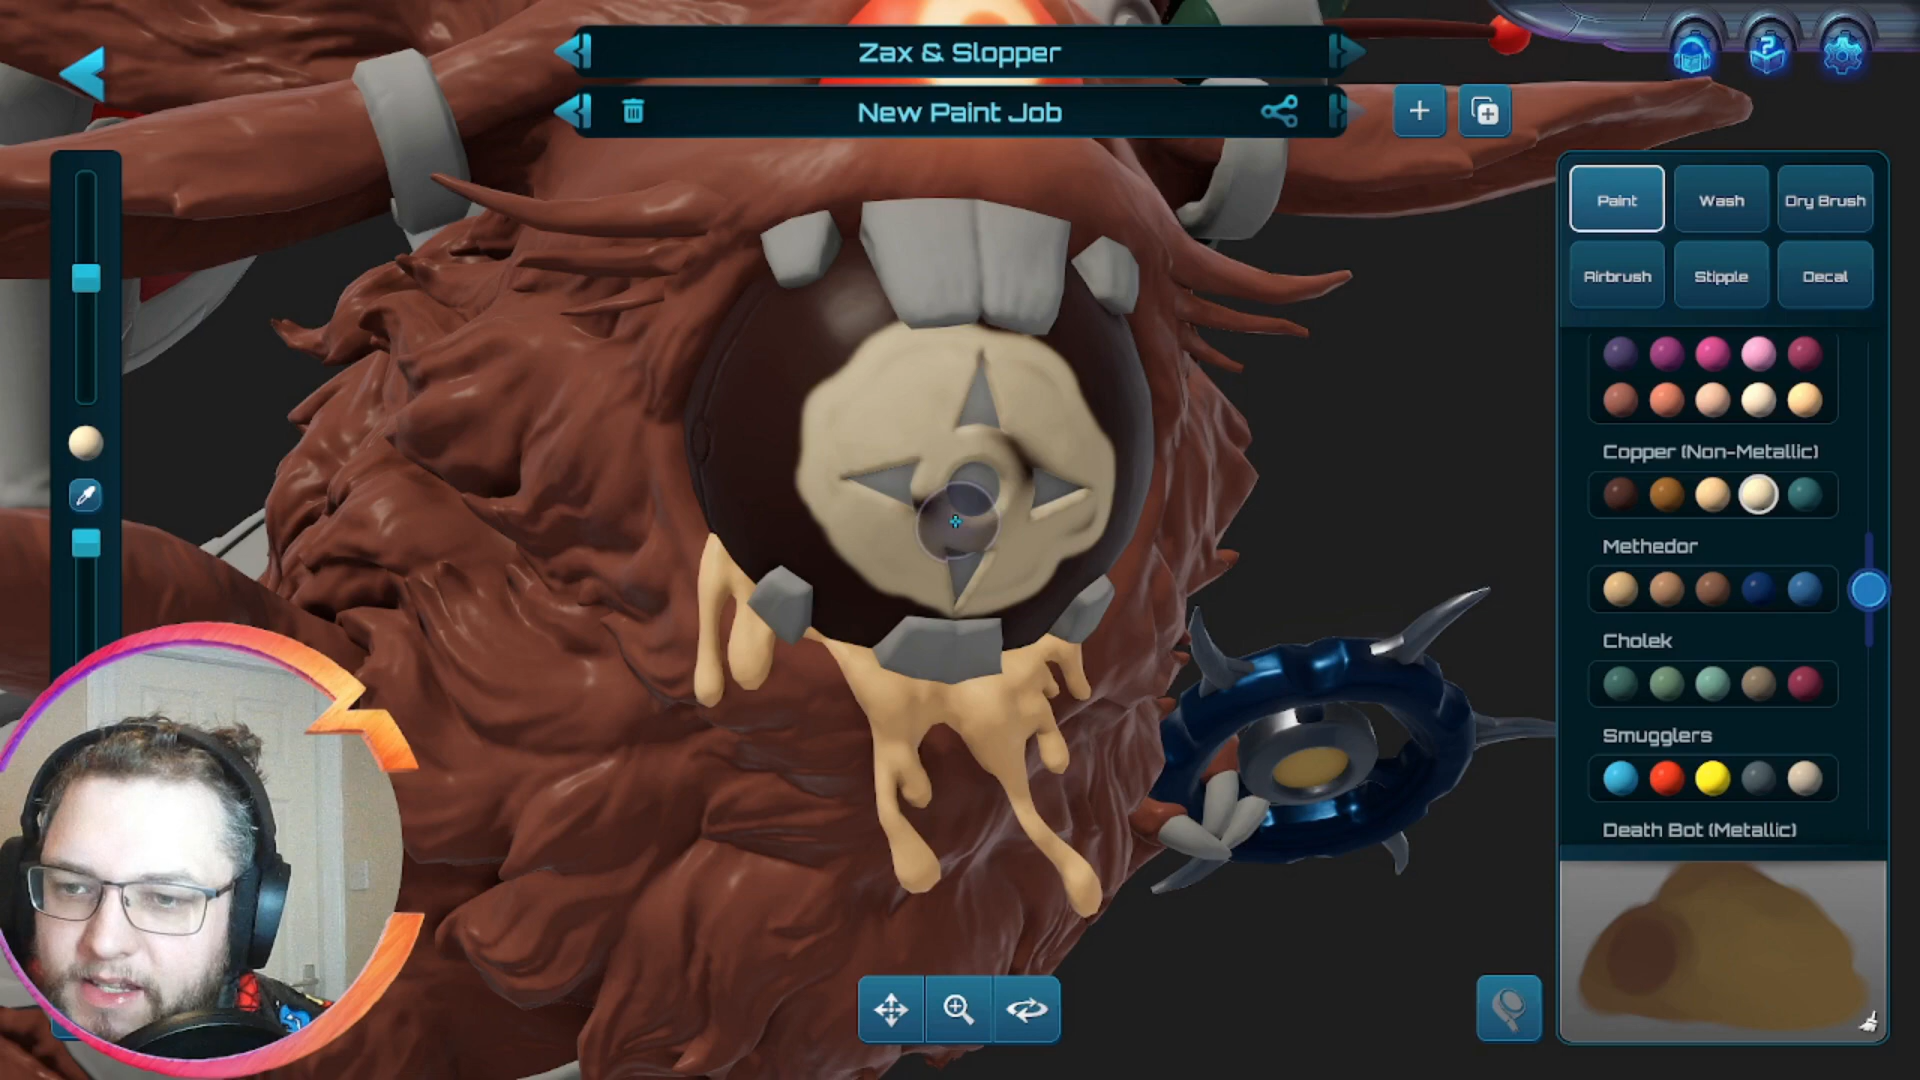 Zax & Slopper
New Paint Job
Paint
Wash
Dry Brush
Airbrush
Stipple
Decal
Copper (Non-Metallic)
Methedor
Cholek
Smugglers
Death Bot (Metallic)